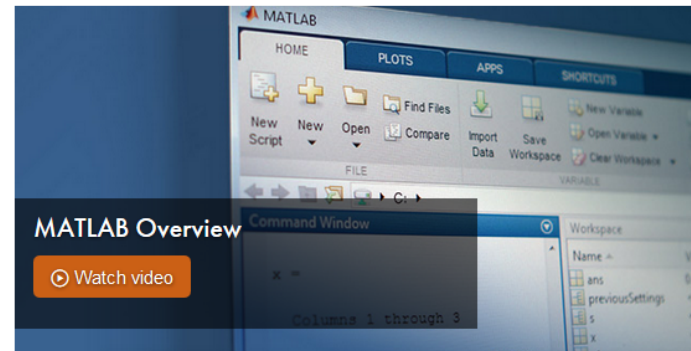 MATLAB
HOME
PLOTS
APPS
SHORTCUTS
New Script
New
Open
Find Files
Compare
Import Data
Save Workspace
New Variable
Open Variable
Clear Workspace
FILE
VARIABLE
C:
MATLAB Overview
Watch video
Command Window
x =
Columns 1 through 3
Workspace
Name
ans
previousSettings
s
x